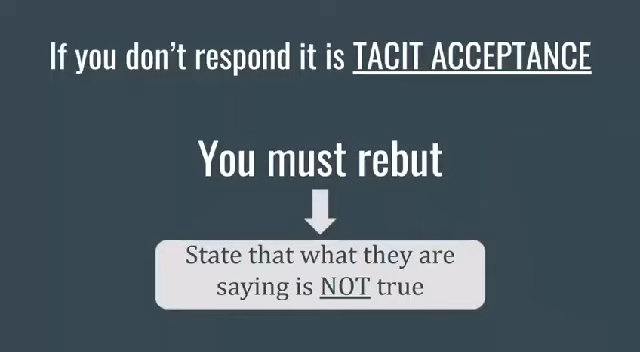 If you don't respond it is TACIT ACCEPTANCE
You must rebut
State that what they are
saying is NOT true